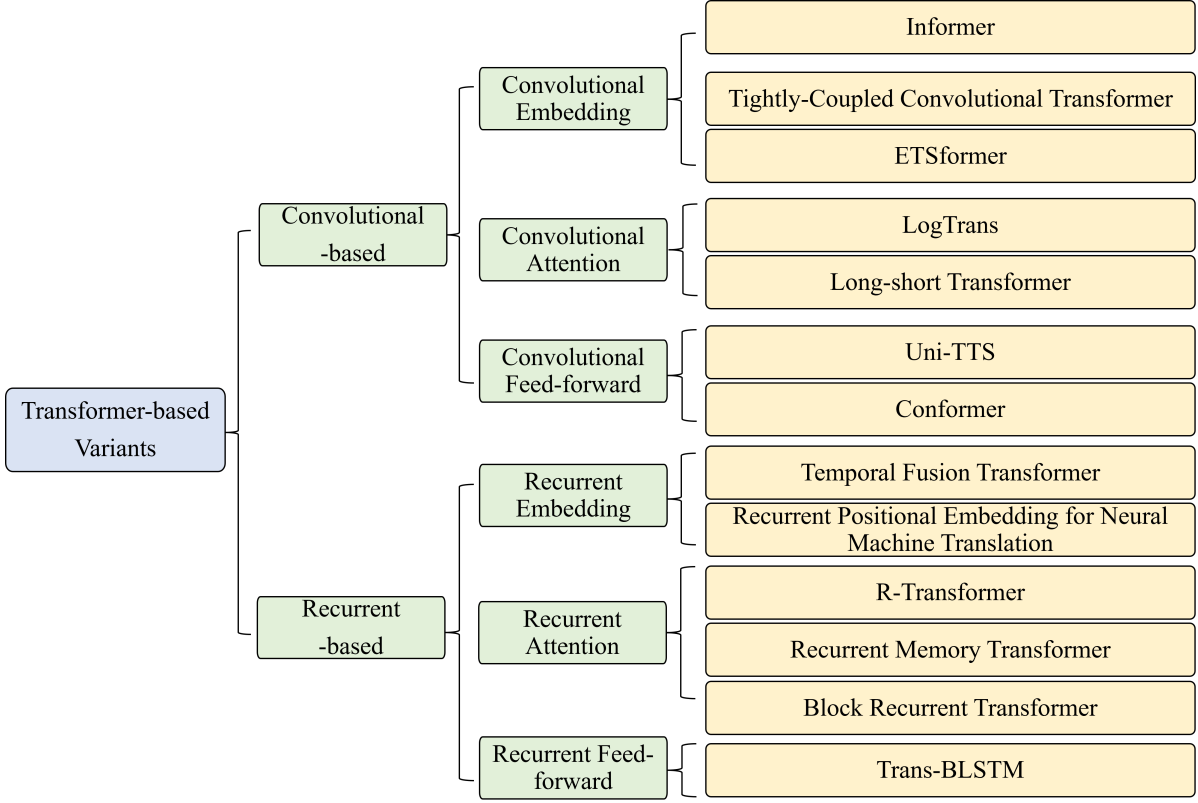 Transformer-based
Variants
Convolutional
-based
Convolutional
Embedding
Informer
Tightly-Coupled Convolutional Transformer
ETSformer
Convolutional
Attention
LogTrans
Long-short Transformer
Convolutional
Feed-forward
Uni-TTS
Conformer
Recurrent
-based
Recurrent
Embedding
Temporal Fusion Transformer
Recurrent Positional Embedding for Neural
Machine Translation
Recurrent
Attention
R-Transformer
Recurrent Memory Transformer
Block Recurrent Transformer
Recurrent Feed-
forward
Trans-BLSTM